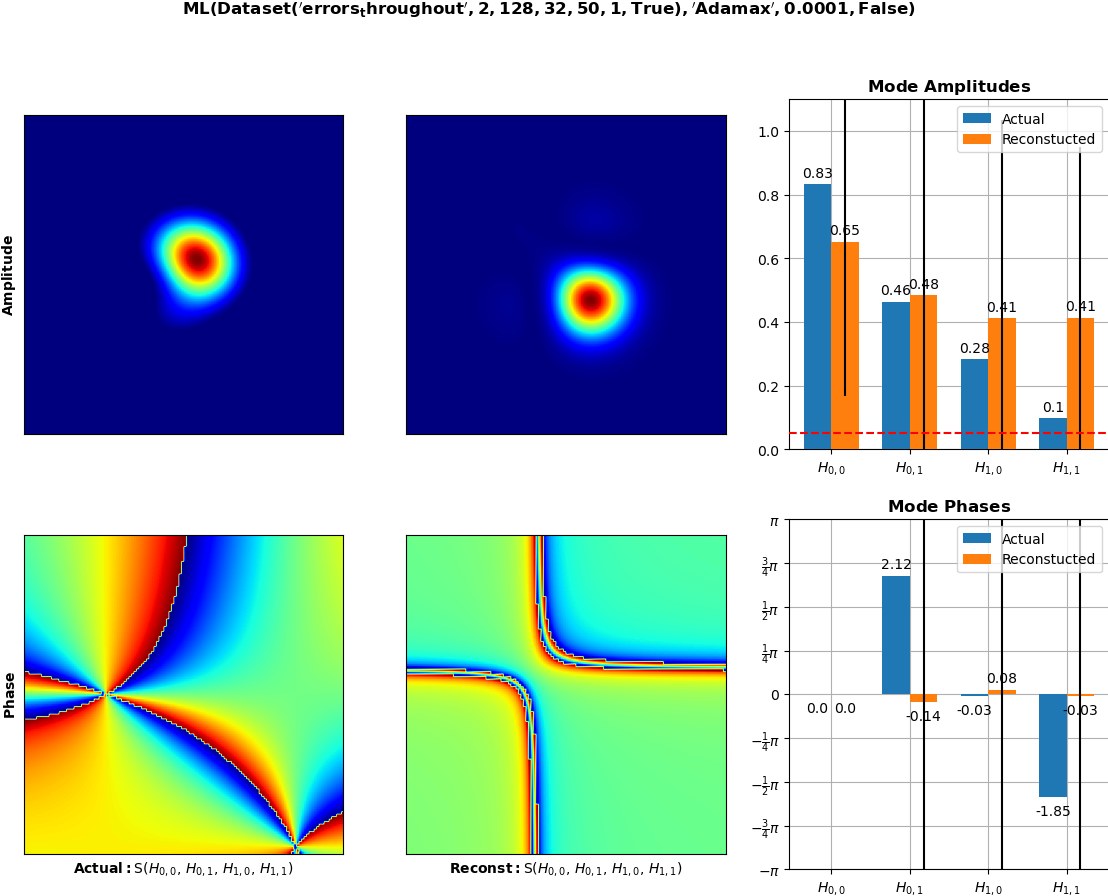 ML(Dataset('errors_throughout', 2, 128, 32, 50, 1, True), 'Adamax', 0.0001, False)
Amplitude
Mode Amplitudes
Actual
Reconstucted
1.0
0.8
0.6
0.4
0.2
0.0
0.83
0.65
0.46
0.48
0.28
0.41
0.1
0.41
H0,0
H0,1
H1,0
H1,1
Phase
Actual: S(H0,0, H0,1, H1,0, H1,1)
Reconst: S(H0,0, H0,1, H1,0, H1,1)
Mode Phases
Actual
Reconstucted
π
3/4π
1/2π
1/4π
0
−1/4π
−1/2π
−3/4π
−π
0.0
0.0
2.12
-0.14
-0.03
0.08
-1.85
-0.03
H0,0
H0,1
H1,0
H1,1